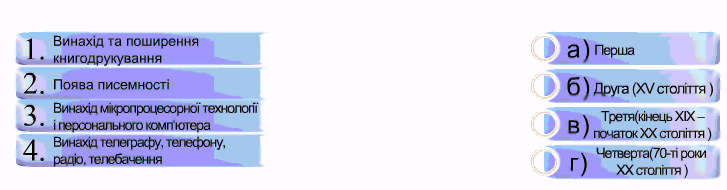 1. Винахід та поширення
книгодрукування
2. Поява писемності
3. Винахід мікропроцесорної технології
і персонального комп'ютера
4. Винахід телеграфу, телефону,
радіо, телебачення
а) Перша
б) Друга (XV століття )
в) Третя(кінець XIX –
початок XX століття )
г) Четверта(70-ті роки
XX століття )